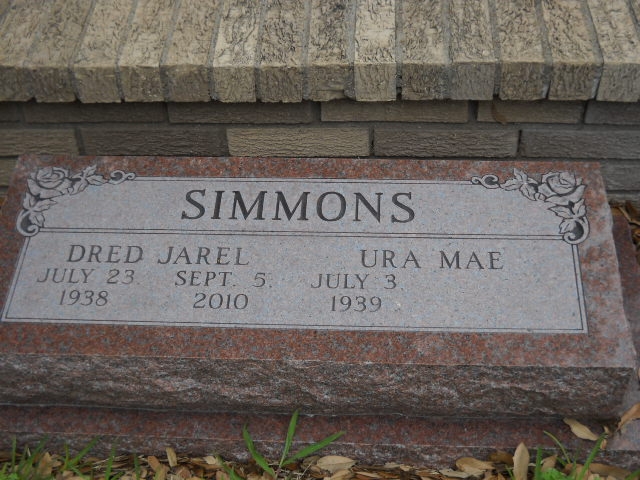 SIMMONS
DRED JAREL URA MAE
JULY 23 SEPT. 5 JULY 3
1938 2010 1939